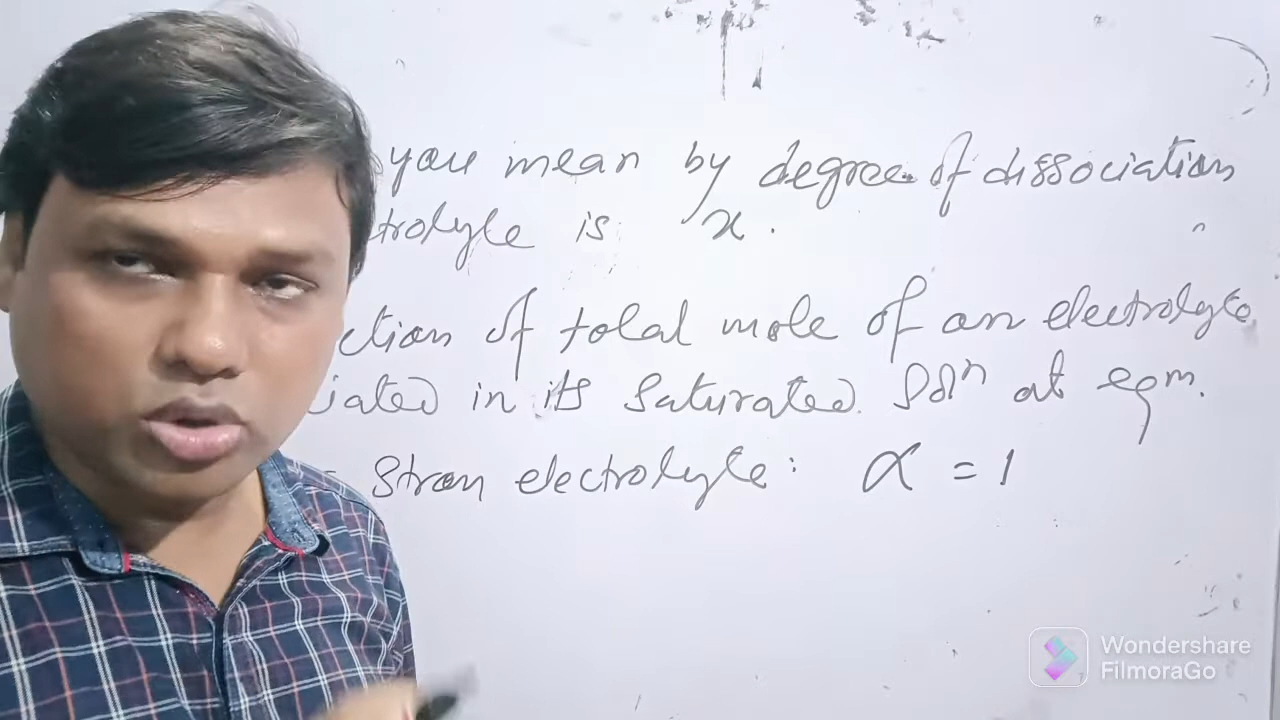 you mean by degree of dissociation
trolyte is x.
ction of total mole of an electrolyte
iated in its Saturated Solⁿ at eqm.
Stron electrolyte: α = 1
Wondershare
FilmoraGo